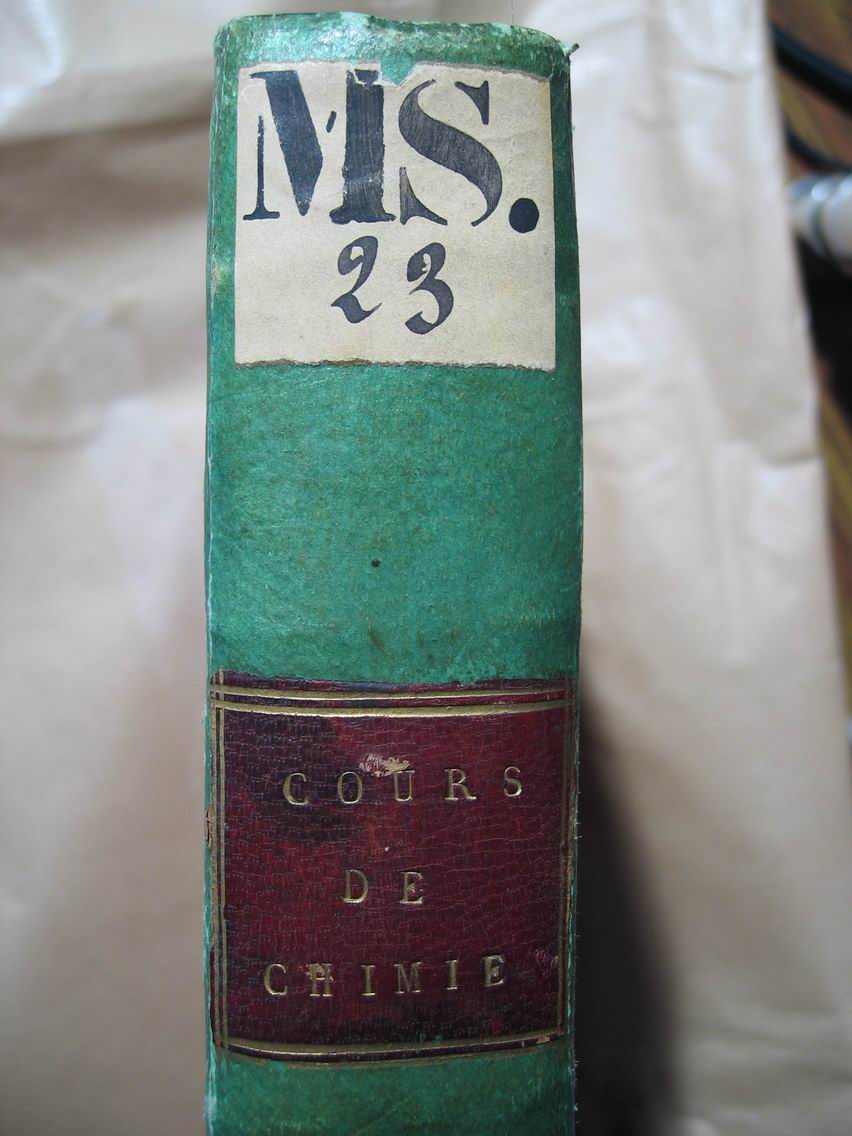 MS.
23
COURS
DE
CHIMIE